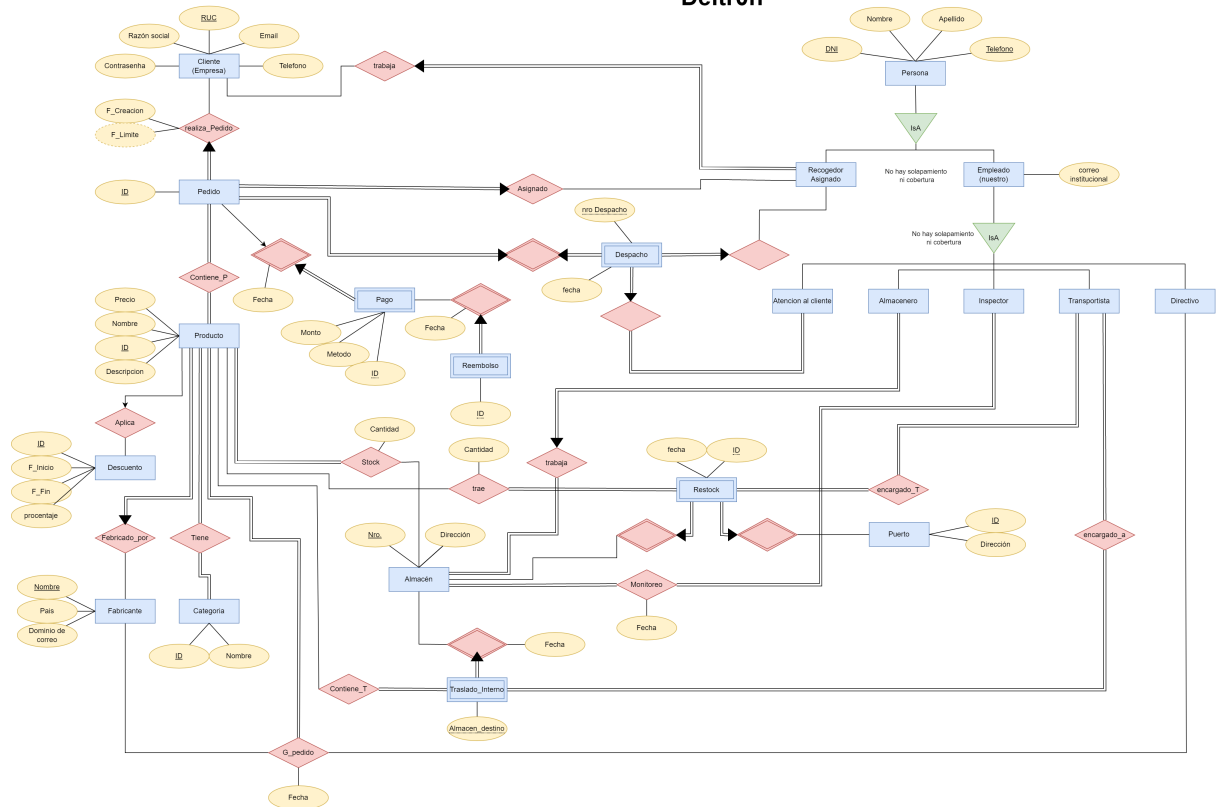 Deltron
RUC
Razón social
Email
Contrasenha
Cliente
(Empresa)
Telefono
trabaja
Nombre
Apellido
DNI
Telefono
Persona
F_Creacion
F_Limite
realiza_Pedido
IsA
ID
Pedido
Asignado
Recogedor
Asignado
No hay solapamiento
ni cobertura
Empleado
(nuestro)
correo
institucional
nro Despacho
No hay solapamiento
ni cobertura
IsA
Despacho
Contiene_P
Fecha
fecha
Pago
Fecha
Atencion al cliente
Almacenero
Inspector
Transportista
Directivo
Precio
Nombre
ID
Descripcion
Producto
Monto
Metodo
ID
Reembolso
ID
Aplica
Cantidad
Cantidad
ID
F_Inicio
F_Fin
procentaje
Descuento
Stock
trabaja
fecha
ID
trae
Restock
encargado_T
Fabricado_por
Tiene
Nro.
Dirección
Puerto
ID
Dirección
encargado_a
Almacén
Monitoreo
Nombre
Pais
Dominio de
correo
Fabricante
Categoria
Fecha
ID
Nombre
Fecha
Contiene_T
Traslado_Interno
Almacen_destino
G_pedido
Fecha